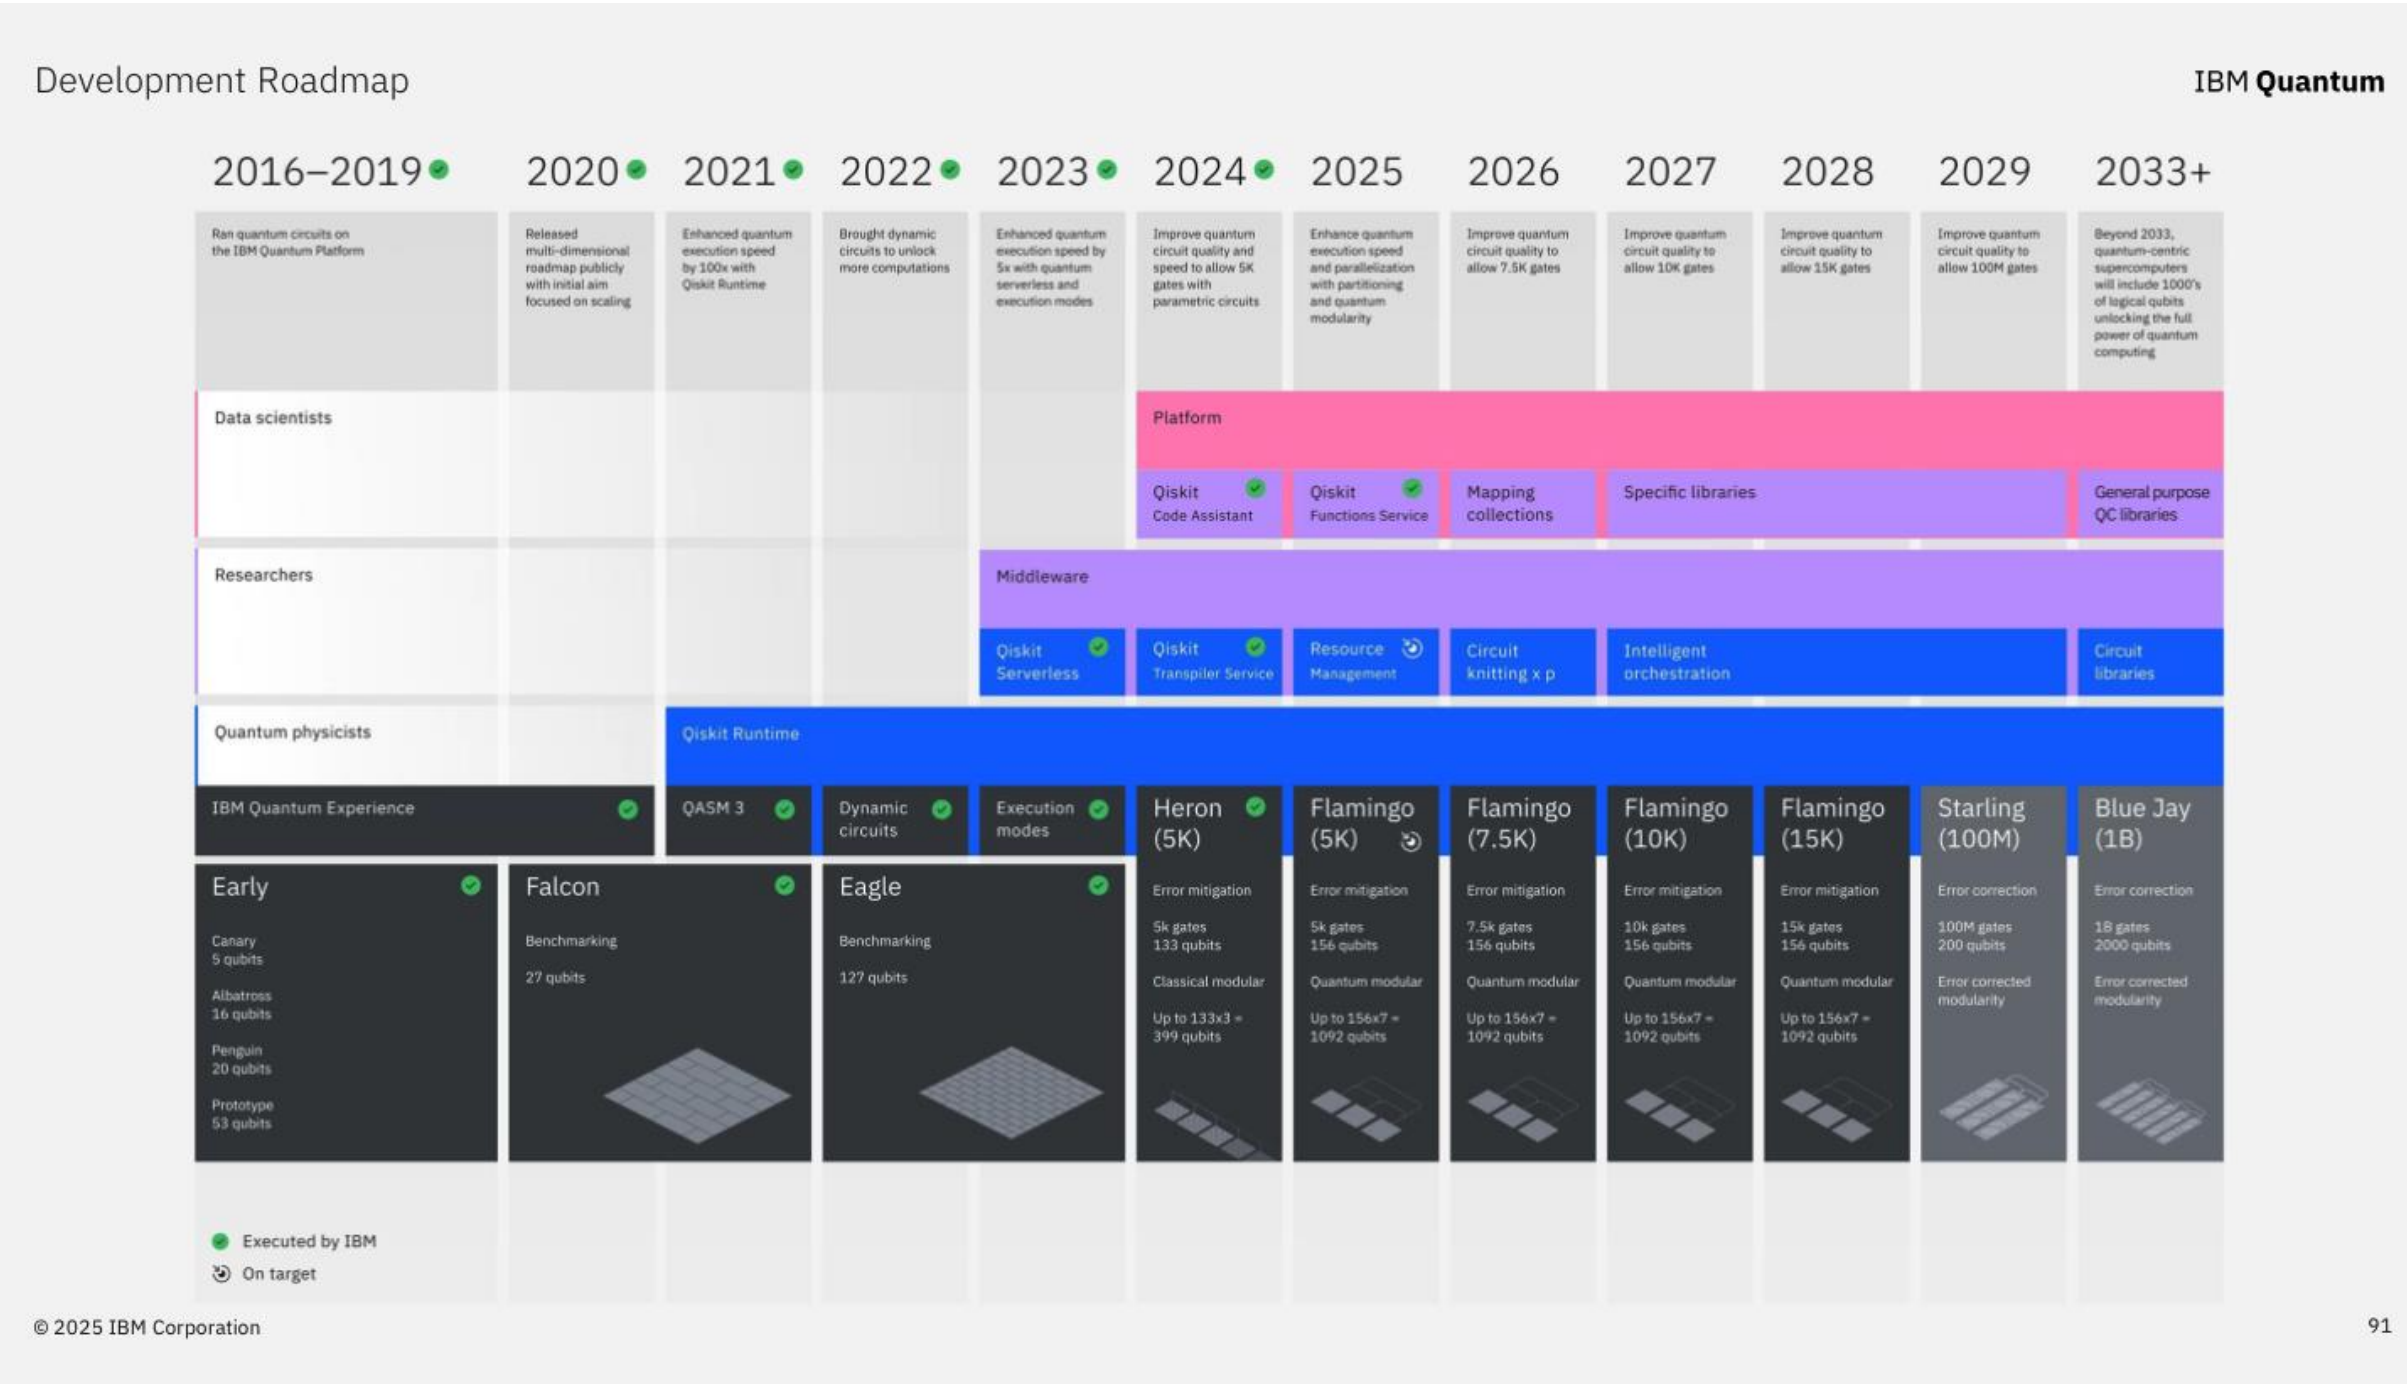 Development Roadmap
IBM Quantum
2016–2019
2020
2021
2022
2023
2024
2025
2026
2027
2028
2029
2033+
Ran quantum circuits on
the IBM Quantum Platform
Released
multi-dimensional
roadmap publicly
with initial aim
focused on scaling
Enhanced quantum
execution speed
by 100x with
Qiskit Runtime
Brought dynamic
circuits to unlock
more computations
Enhanced quantum
execution speed by
5x with quantum
serverless and
execution modes
Improve quantum
circuit quality and
speed to allow 5K
gates with
parametric circuits
Enhance quantum
execution speed
and parallelization
with partitioning
and quantum
modularity
Improve quantum
circuit quality to
allow 7.5K gates
Improve quantum
circuit quality to
allow 10K gates
Improve quantum
circuit quality to
allow 15K gates
Improve quantum
circuit quality to
allow 100M gates
Beyond 2033,
quantum-centric
supercomputers
will include 1000's
of logical qubits
unlocking the full
power of quantum
computing
Data scientists
Platform
Qiskit
Code Assistant
Qiskit
Functions Service
Mapping
collections
Specific libraries
General purpose
QC libraries
Researchers
Middleware
Qiskit
Serverless
Qiskit
Transpiler Service
Resource
Management
Circuit
knitting x p
Intelligent
orchestration
Circuit
libraries
Quantum physicists
Qiskit Runtime
IBM Quantum Experience
QASM 3
Dynamic
circuits
Execution
modes
Early
Canary
5 qubits
Albatross
16 qubits
Penguin
20 qubits
Prototype
53 qubits
Falcon
Benchmarking
27 qubits
Eagle
Benchmarking
127 qubits
Heron
(5K)
Error mitigation
5k gates
133 qubits
Classical modular
Up to 133x3 =
399 qubits
Flamingo
(5K)
Error mitigation
5k gates
156 qubits
Quantum modular
Up to 156x7 =
1092 qubits
Flamingo
(7.5K)
Error mitigation
7.5k gates
156 qubits
Quantum modular
Up to 156x7 =
1092 qubits
Flamingo
(10K)
Error mitigation
10k gates
156 qubits
Quantum modular
Up to 156x7 =
1092 qubits
Flamingo
(15K)
Error mitigation
15k gates
156 qubits
Quantum modular
Up to 156x7 =
1092 qubits
Starling
(100M)
Error correction
100M gates
200 qubits
Error corrected
modularity
Blue Jay
(1B)
Error correction
1B gates
2000 qubits
Error corrected
modularity
Executed by IBM
On target
© 2025 IBM Corporation
91